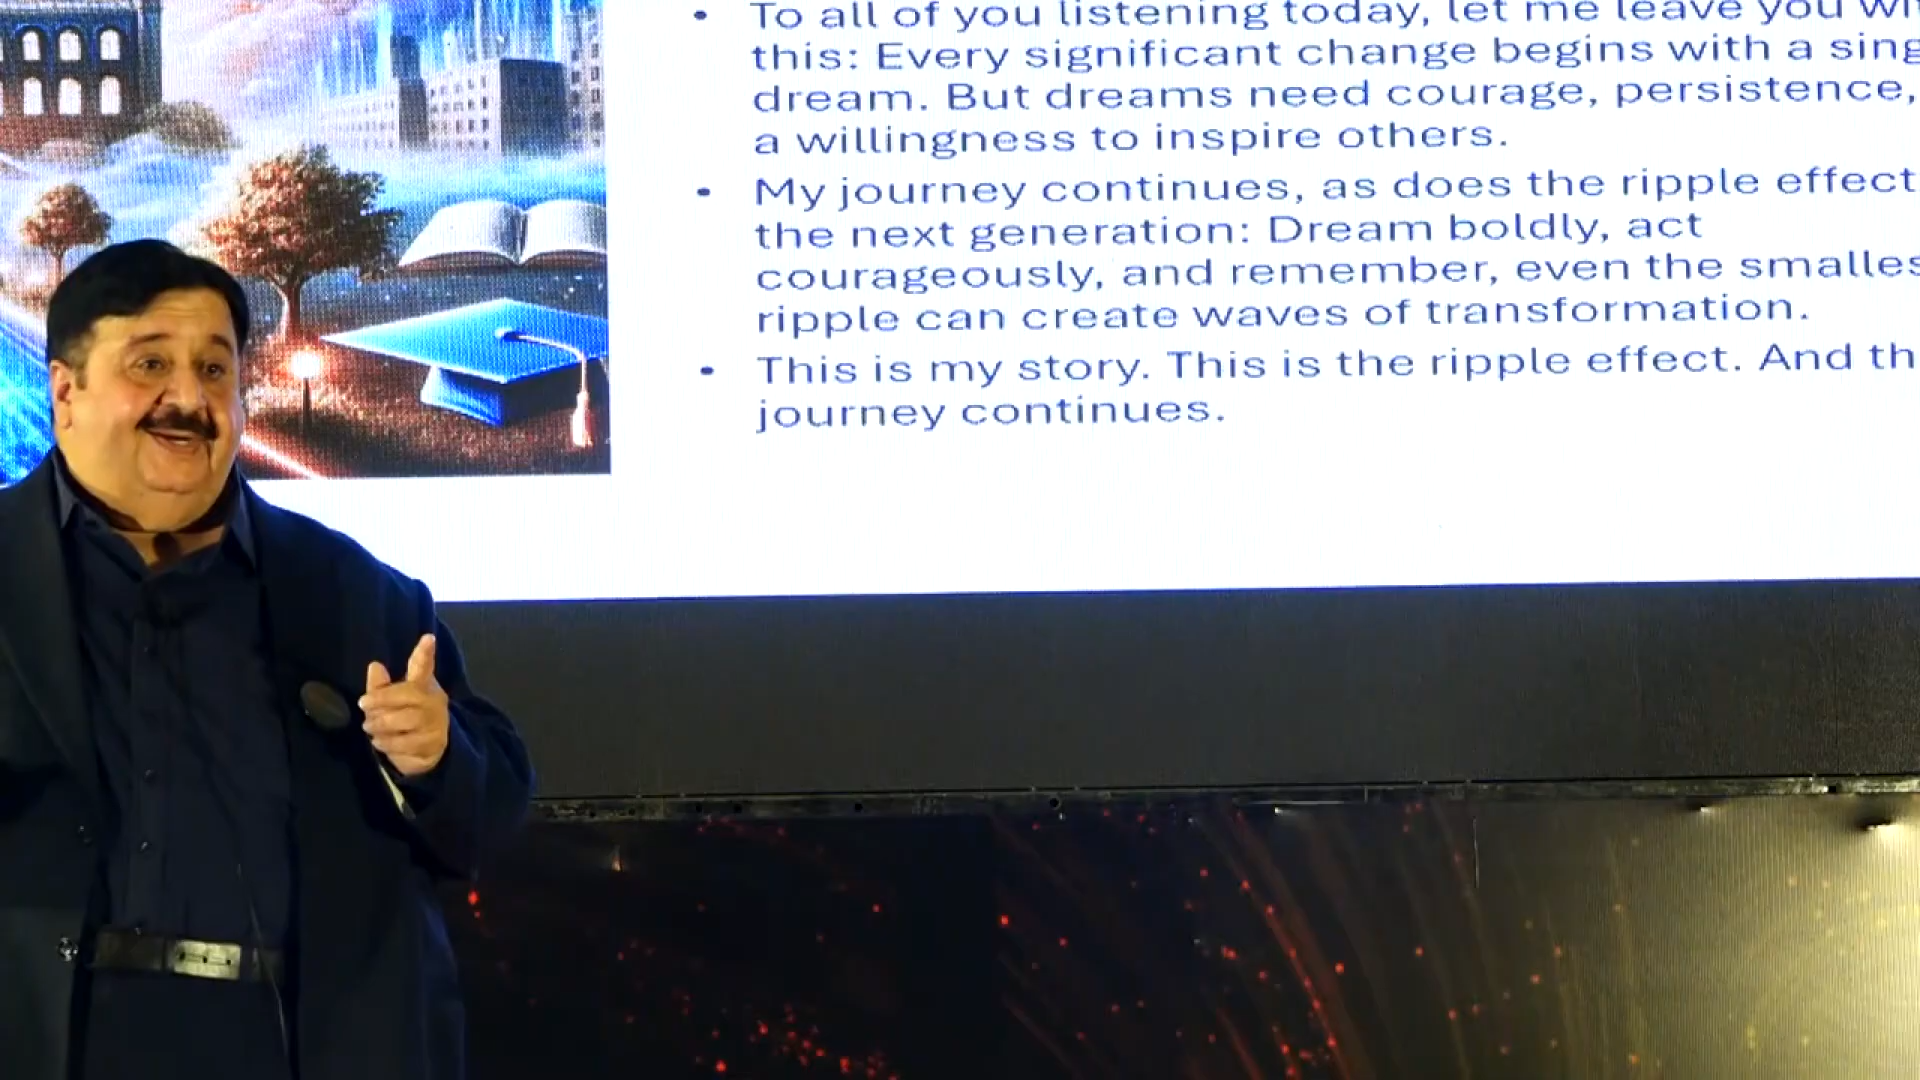 To all of you listening today, let me leave you
this: Every significant change begins with a
dream. But dreams need courage, persistence,
a willingness to inspire others.
My journey continues, as does the ripple effect
the next generation: Dream boldly, act
courageously, and remember, even the
ripple can create waves of transformation.
This is my story. This is the ripple effect. And
journey continues.